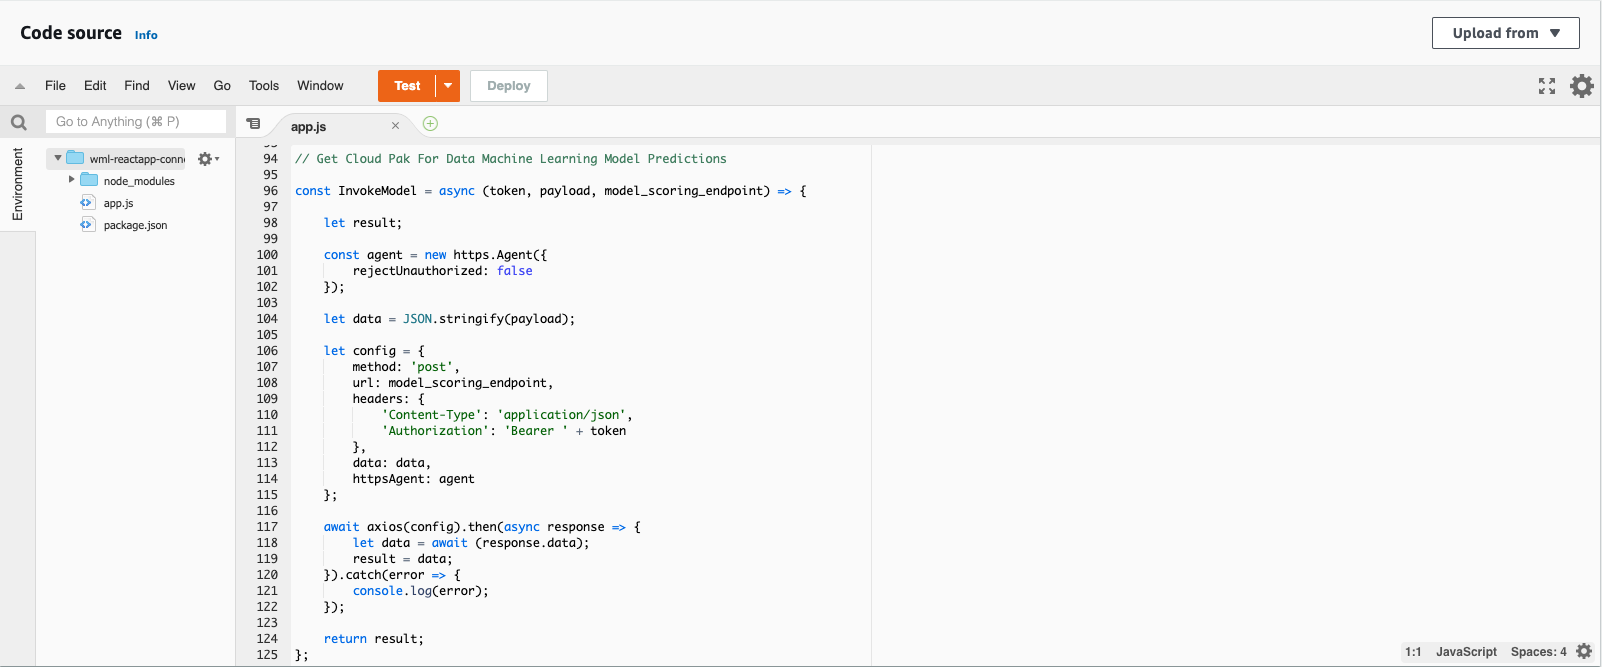 Code source Info
Upload from
File Edit Find View Go Tools Window Test Deploy
Go to Anything (⌘ P)
app.js
Environment
wml-reactapp-conn
node_modules
app.js
package.json
94 // Get Cloud Pak For Data Machine Learning Model Predictions
95
96 const InvokeModel = async (token, payload, model_scoring_endpoint) => {
97
98     let result;
99
100     const agent = new https.Agent({
101         rejectUnauthorized: false
102     });
103
104     let data = JSON.stringify(payload);
105
106     let config = {
107         method: 'post',
108         url: model_scoring_endpoint,
109         headers: {
110             'Content-Type': 'application/json',
111             'Authorization': 'Bearer ' + token
112         },
113         data: data,
114         httpsAgent: agent
115     };
116
117     await axios(config).then(async response => {
118         let data = await (response.data);
119         result = data;
120     }).catch(error => {
121         console.log(error);
122     });
123
124     return result;
125 };
1:1 JavaScript Spaces: 4